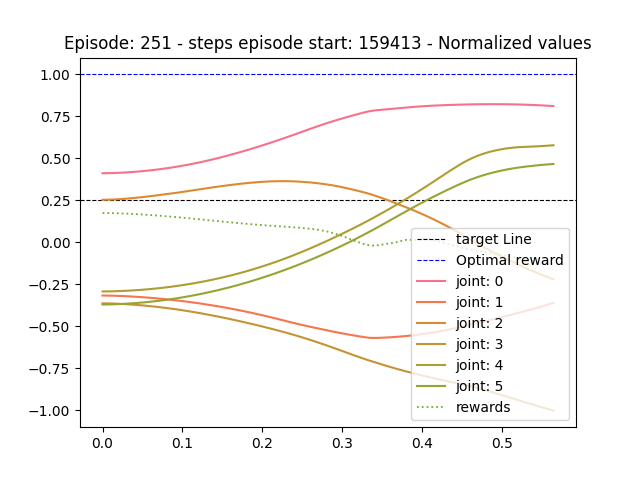 Episode: 251 - steps episode start: 159413 - Normalized values
1.00
0.75
0.50
0.25
0.00
−0.25
−0.50
−0.75
−1.00
target Line
Optimal reward
joint: 0
joint: 1
joint: 2
joint: 3
joint: 4
joint: 5
rewards
0.0 0.1 0.2 0.3 0.4 0.5